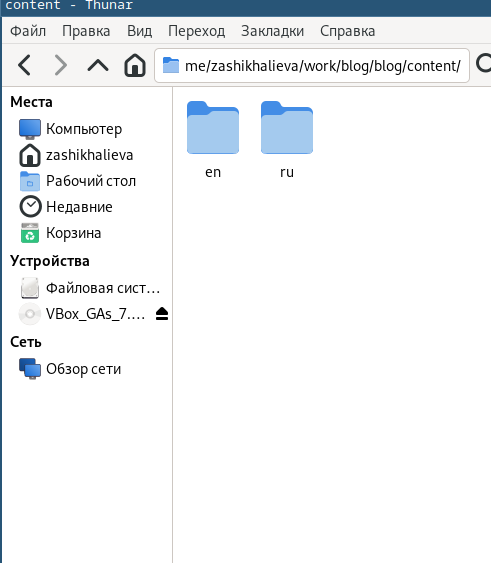 content - Thunar
Файл Правка Вид Переход Закладки Справка
me/zashikhalieva/work/blog/blog/content/
Места
Компьютер
zashikhalieva
Рабочий стол
Недавние
Корзина
Устройства
Файловая сист…
VBox_GAs_7.…
Сеть
Обзор сети
en ru